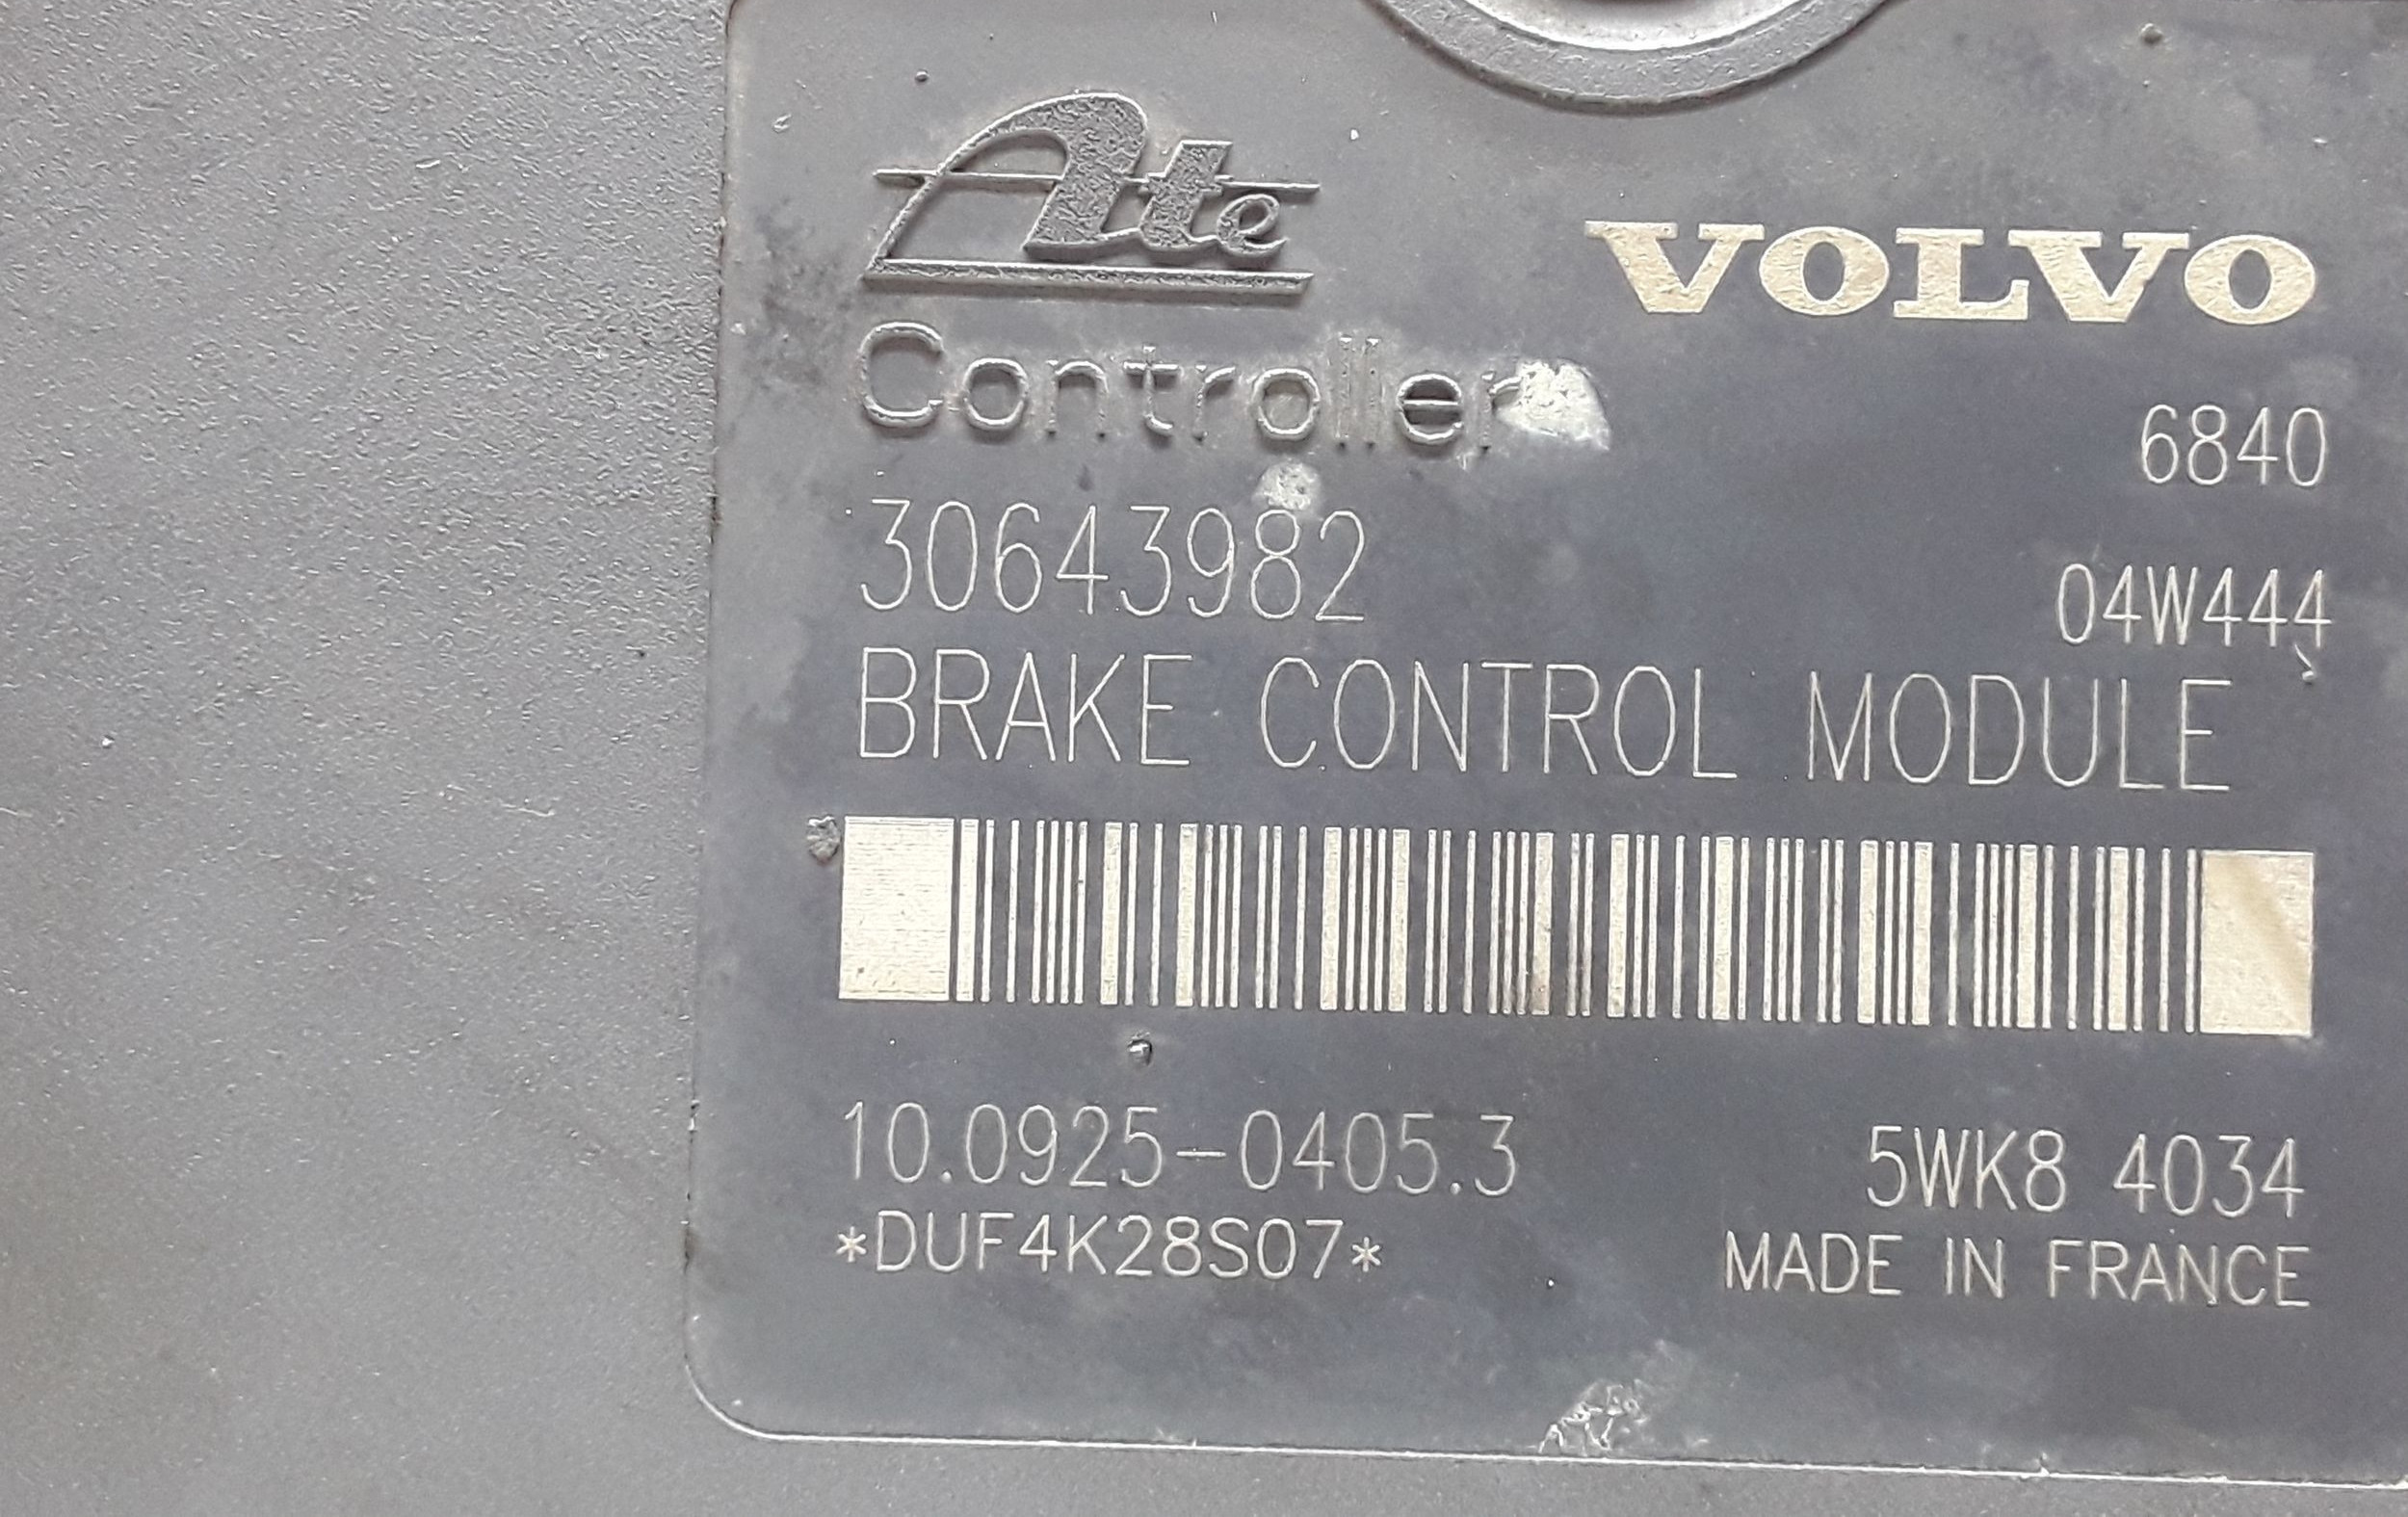 Ate
VOLVO
Controller
6840
30643982
04W444
BRAKE CONTROL MODULE
10.0925-0405.3
5WK8 4034
*DUF4K28S07*
MADE IN FRANCE